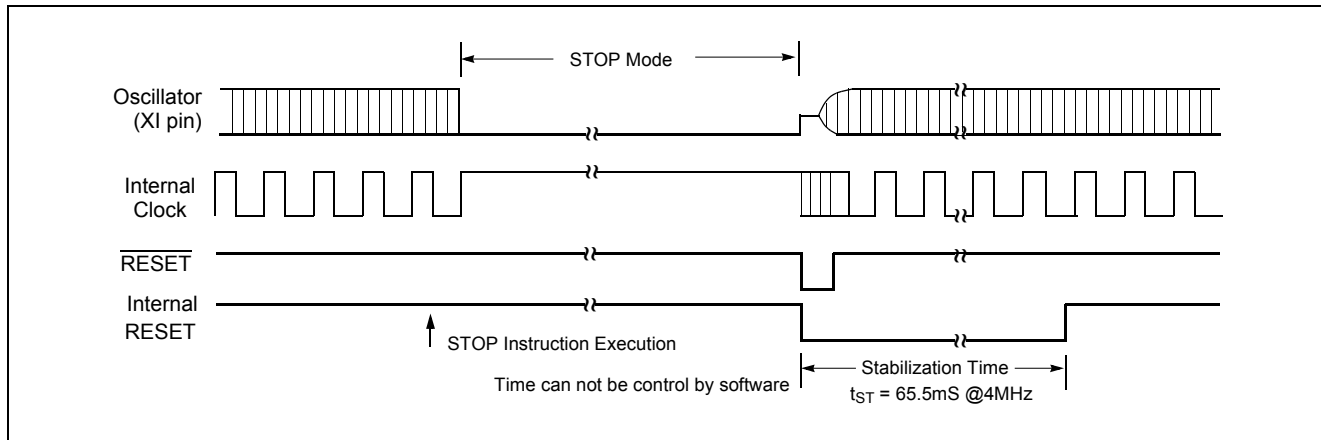 STOP Mode
Oscillator
(XI pin)
Internal
Clock
RESET
Internal
RESET
STOP Instruction Execution
Time can not be control by software
Stabilization Time
tST = 65.5mS @4MHz